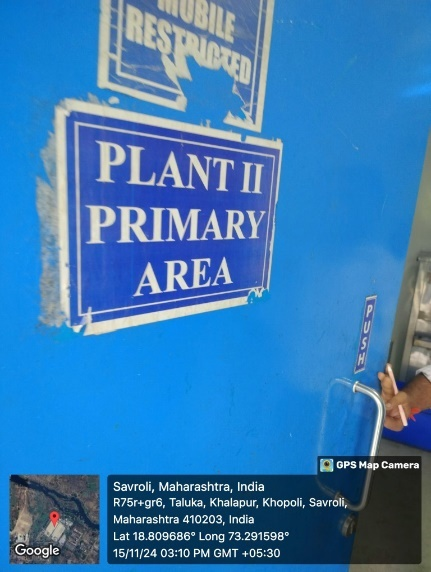 MOBILE
RESTRICTED
PLANT II
PRIMARY
AREA
PUSH
GPS Map Camera
Savroli, Maharashtra, India
R75r+gr6, Taluka, Khalapur, Khopoli, Savroli,
Maharashtra 410203, India
Lat 18.809686° Long 73.291598°
15/11/24 03:10 PM GMT +05:30
Google